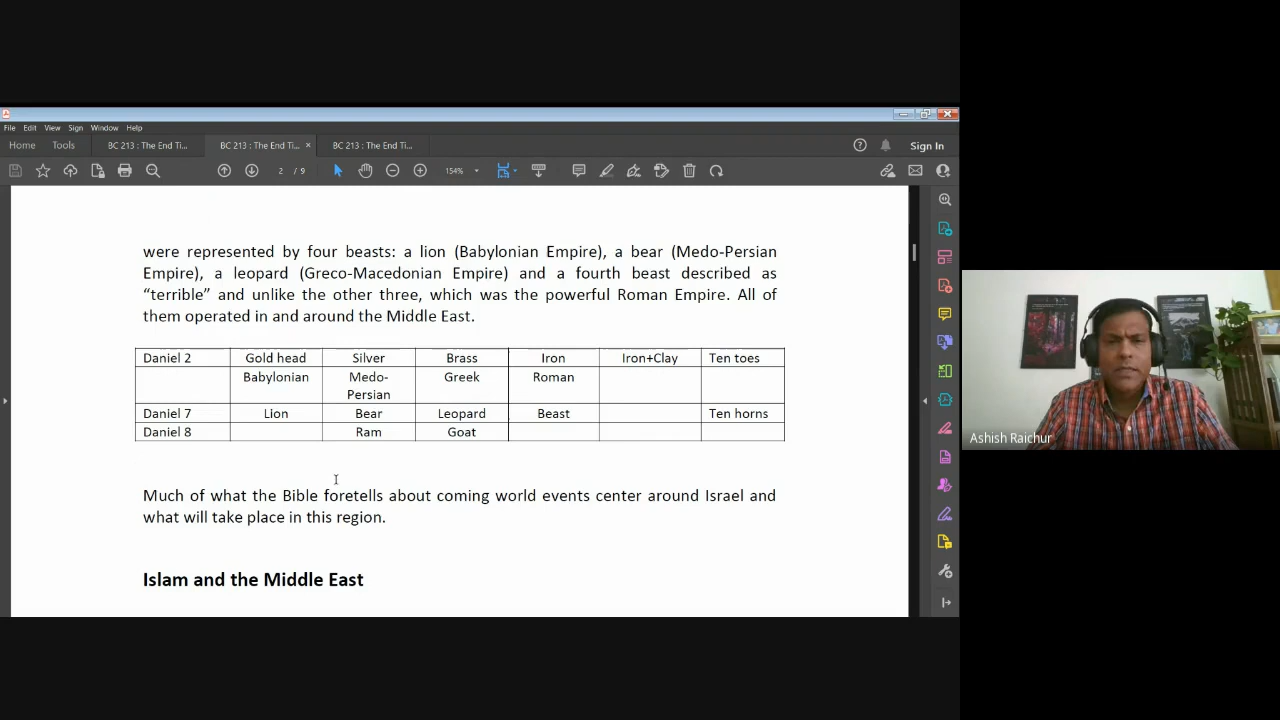 File Edit View Sign Window Help
Home Tools BC 213 : The End Ti... BC 213 : The End Ti... × BC 213 : The End Ti... Sign In
2 / 9 154%
were represented by four beasts: a lion (Babylonian Empire), a bear (Medo-Persian
Empire), a leopard (Greco-Macedonian Empire) and a fourth beast described as
“terrible” and unlike the other three, which was the powerful Roman Empire. All of
them operated in and around the Middle East.
Daniel 2 Gold head Silver Brass Iron Iron+Clay Ten toes
Babylonian Medo- Greek Roman
Persian
Daniel 7 Lion Bear Leopard Beast Ten horns
Daniel 8 Ram Goat
Much of what the Bible foretells about coming world events center around Israel and
what will take place in this region.
Islam and the Middle East
Ashish Raichur